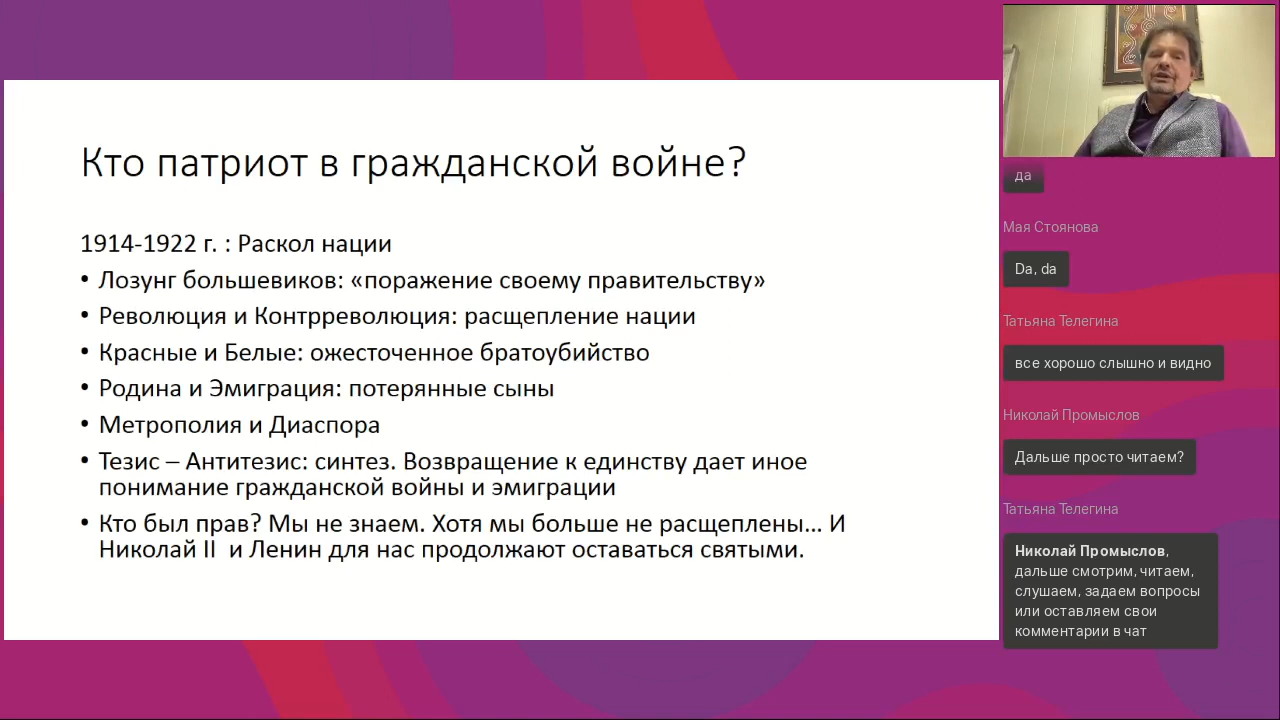 Кто патриот в гражданской войне?
1914-1922 г. : Раскол нации
• Лозунг большевиков: «поражение своему правительству»
• Революция и Контрреволюция: расщепление нации
• Красные и Белые: ожесточенное братоубийство
• Родина и Эмиграция: потерянные сыны
• Метрополия и Диаспора
• Тезис – Антитезис: синтез. Возвращение к единству дает иное
понимание гражданской войны и эмиграции
• Кто был прав? Мы не знаем. Хотя мы больше не расщеплены... И
Николай II и Ленин для нас продолжают оставаться святыми.
да
Мая Стоянова
Da, da
Татьяна Телегина
все хорошо слышно и видно
Николай Промыслов
Дальше просто читаем?
Татьяна Телегина
Николай Промыслов,
дальше смотрим, читаем,
слушаем, задаем вопросы
или оставляем свои
комментарии в чат